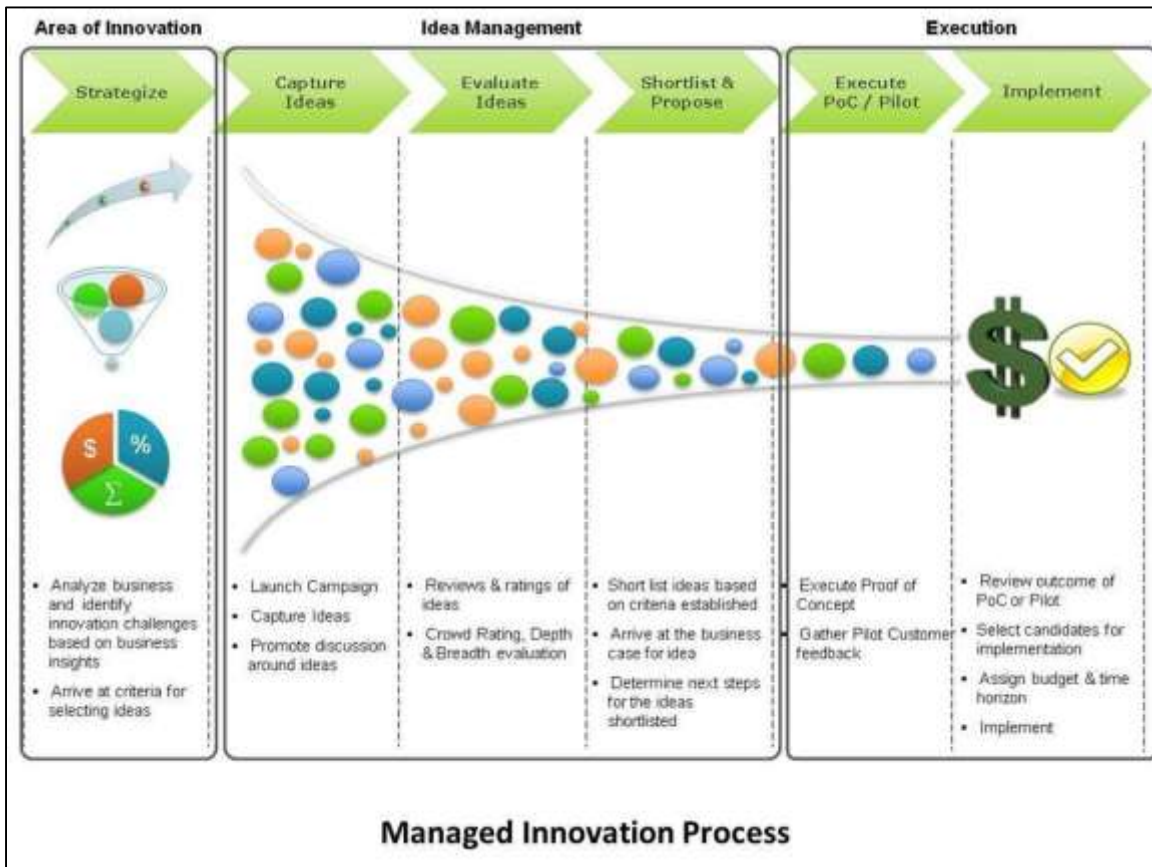 Area of Innovation
Idea Management
Execution
Strategize
Capture
Ideas
Evaluate
Ideas
Shortlist &
Propose
Execute
PoC / Pilot
Implement
$
%
Σ
$
▪ Analyze business
and identify
innovation challenges
based on business
insights
▪ Arrive at criteria for
selecting ideas
▪ Launch Campaign
▪ Capture Ideas
▪ Promote discussion
around ideas
▪ Reviews & ratings of
ideas
▪ Crowd Rating, Depth
& Breadth evaluation
▪ Short list ideas based
on criteria established
▪ Arrive at the business
case for idea
▪ Determine next steps
for the ideas
shortlisted
▪ Execute Proof of
Concept
▪ Gather Pilot Customer
feedback
▪ Review outcome of
PoC or Pilot
▪ Select candidates for
implementation
▪ Assign budget & time
horizon
▪ Implement
Managed Innovation Process